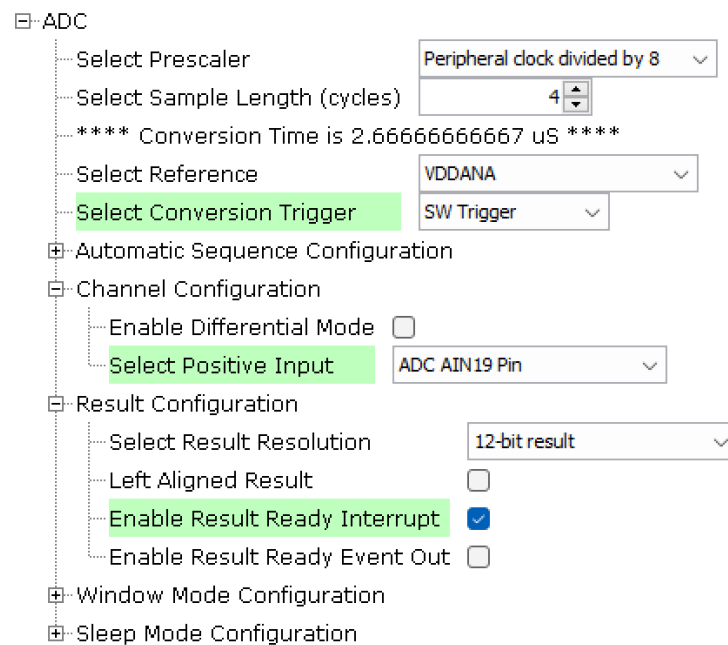 ADC
Select Prescaler Peripheral clock divided by 8
Select Sample Length (cycles) 4
**** Conversion Time is 2.66666666667 uS ****
Select Reference VDDANA
Select Conversion Trigger SW Trigger
Automatic Sequence Configuration
Channel Configuration
Enable Differential Mode
Select Positive Input ADC AIN19 Pin
Result Configuration
Select Result Resolution 12-bit result
Left Aligned Result
Enable Result Ready Interrupt
Enable Result Ready Event Out
Window Mode Configuration
Sleep Mode Configuration